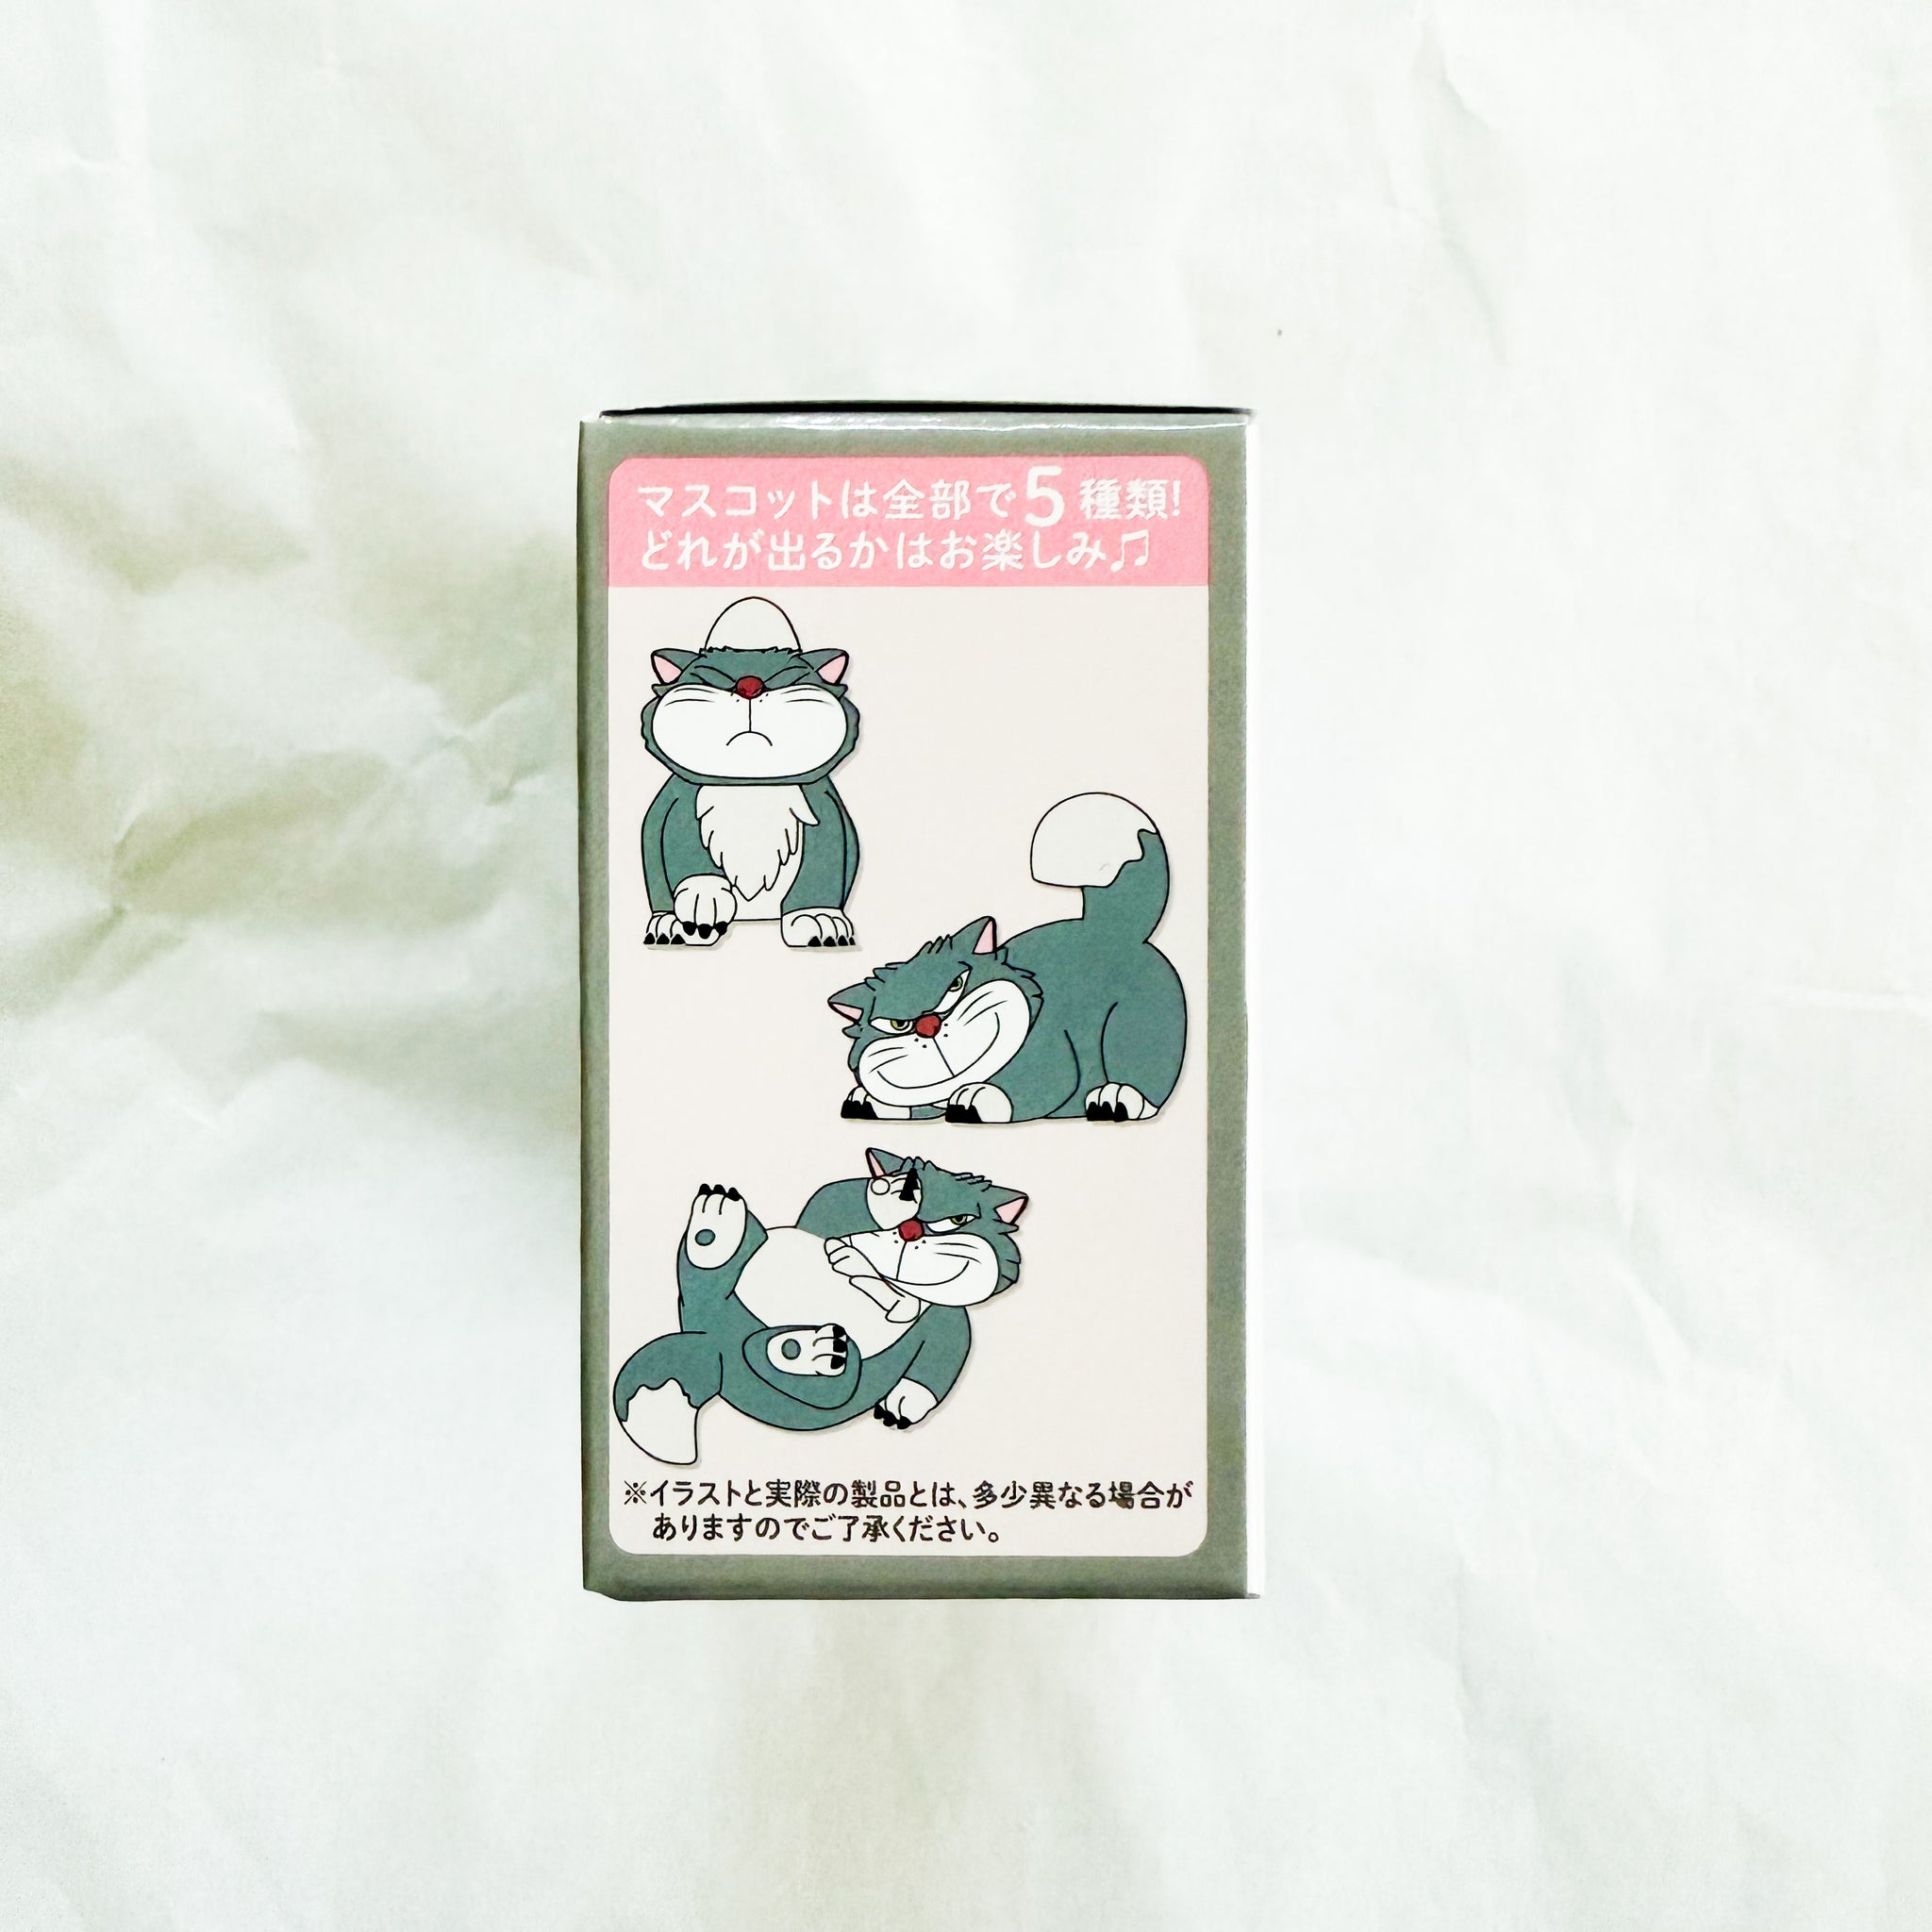 マスコットは全部で5種類!
どれが出るかはお楽しみ♫
※イラストと実際の製品とは、多少異なる場合が
ありますのでご了承ください。